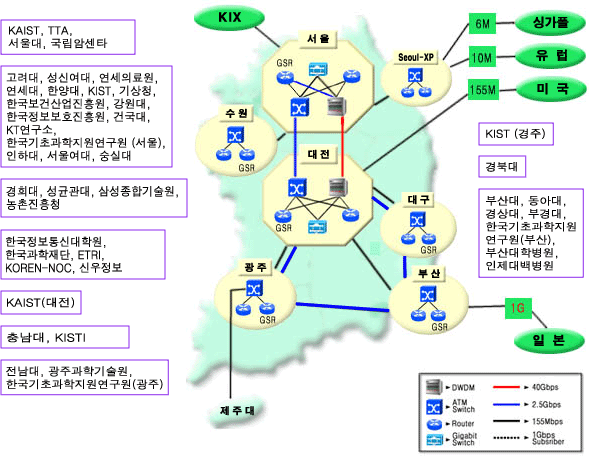 KIX
KAIST, TTA,
서울대, 국립암센타
고려대, 성신여대, 연세의료원,
연세대, 한양대, KIST, 기상청,
한국보건산업진흥원, 강원대,
한국정보보호진흥원, 건국대,
KT연구소,
한국기초과학지원연구원 (서울),
인하대, 서울여대, 숭실대
경희대, 성균관대, 삼성종합기술원,
농촌진흥청
한국정보통신대학원,
한국과학재단, ETRI,
KOREN-NOC, 신우정보
KAIST(대전)
충남대, KISTI
전남대, 광주과학기술원,
한국기초과학지원연구원(광주)
서울
GSR
Seoul-XP
GSR
수원
GSR
대전
GSR
GSR
대구
GSR
광주
GSR
부산
GSR
제주대
6M
싱가폴
10M
유럽
155M
미국
KIST (경주)
경북대
부산대, 동아대,
경상대, 부경대,
한국기초과학지원
연구원(부산),
부산대학병원,
인제대백병원
1G
일본
DWDM
40Gbps
ATM Switch
2.5Gbps
Router
155Mbps
Gigabit Switch
1Gbps Subsriber